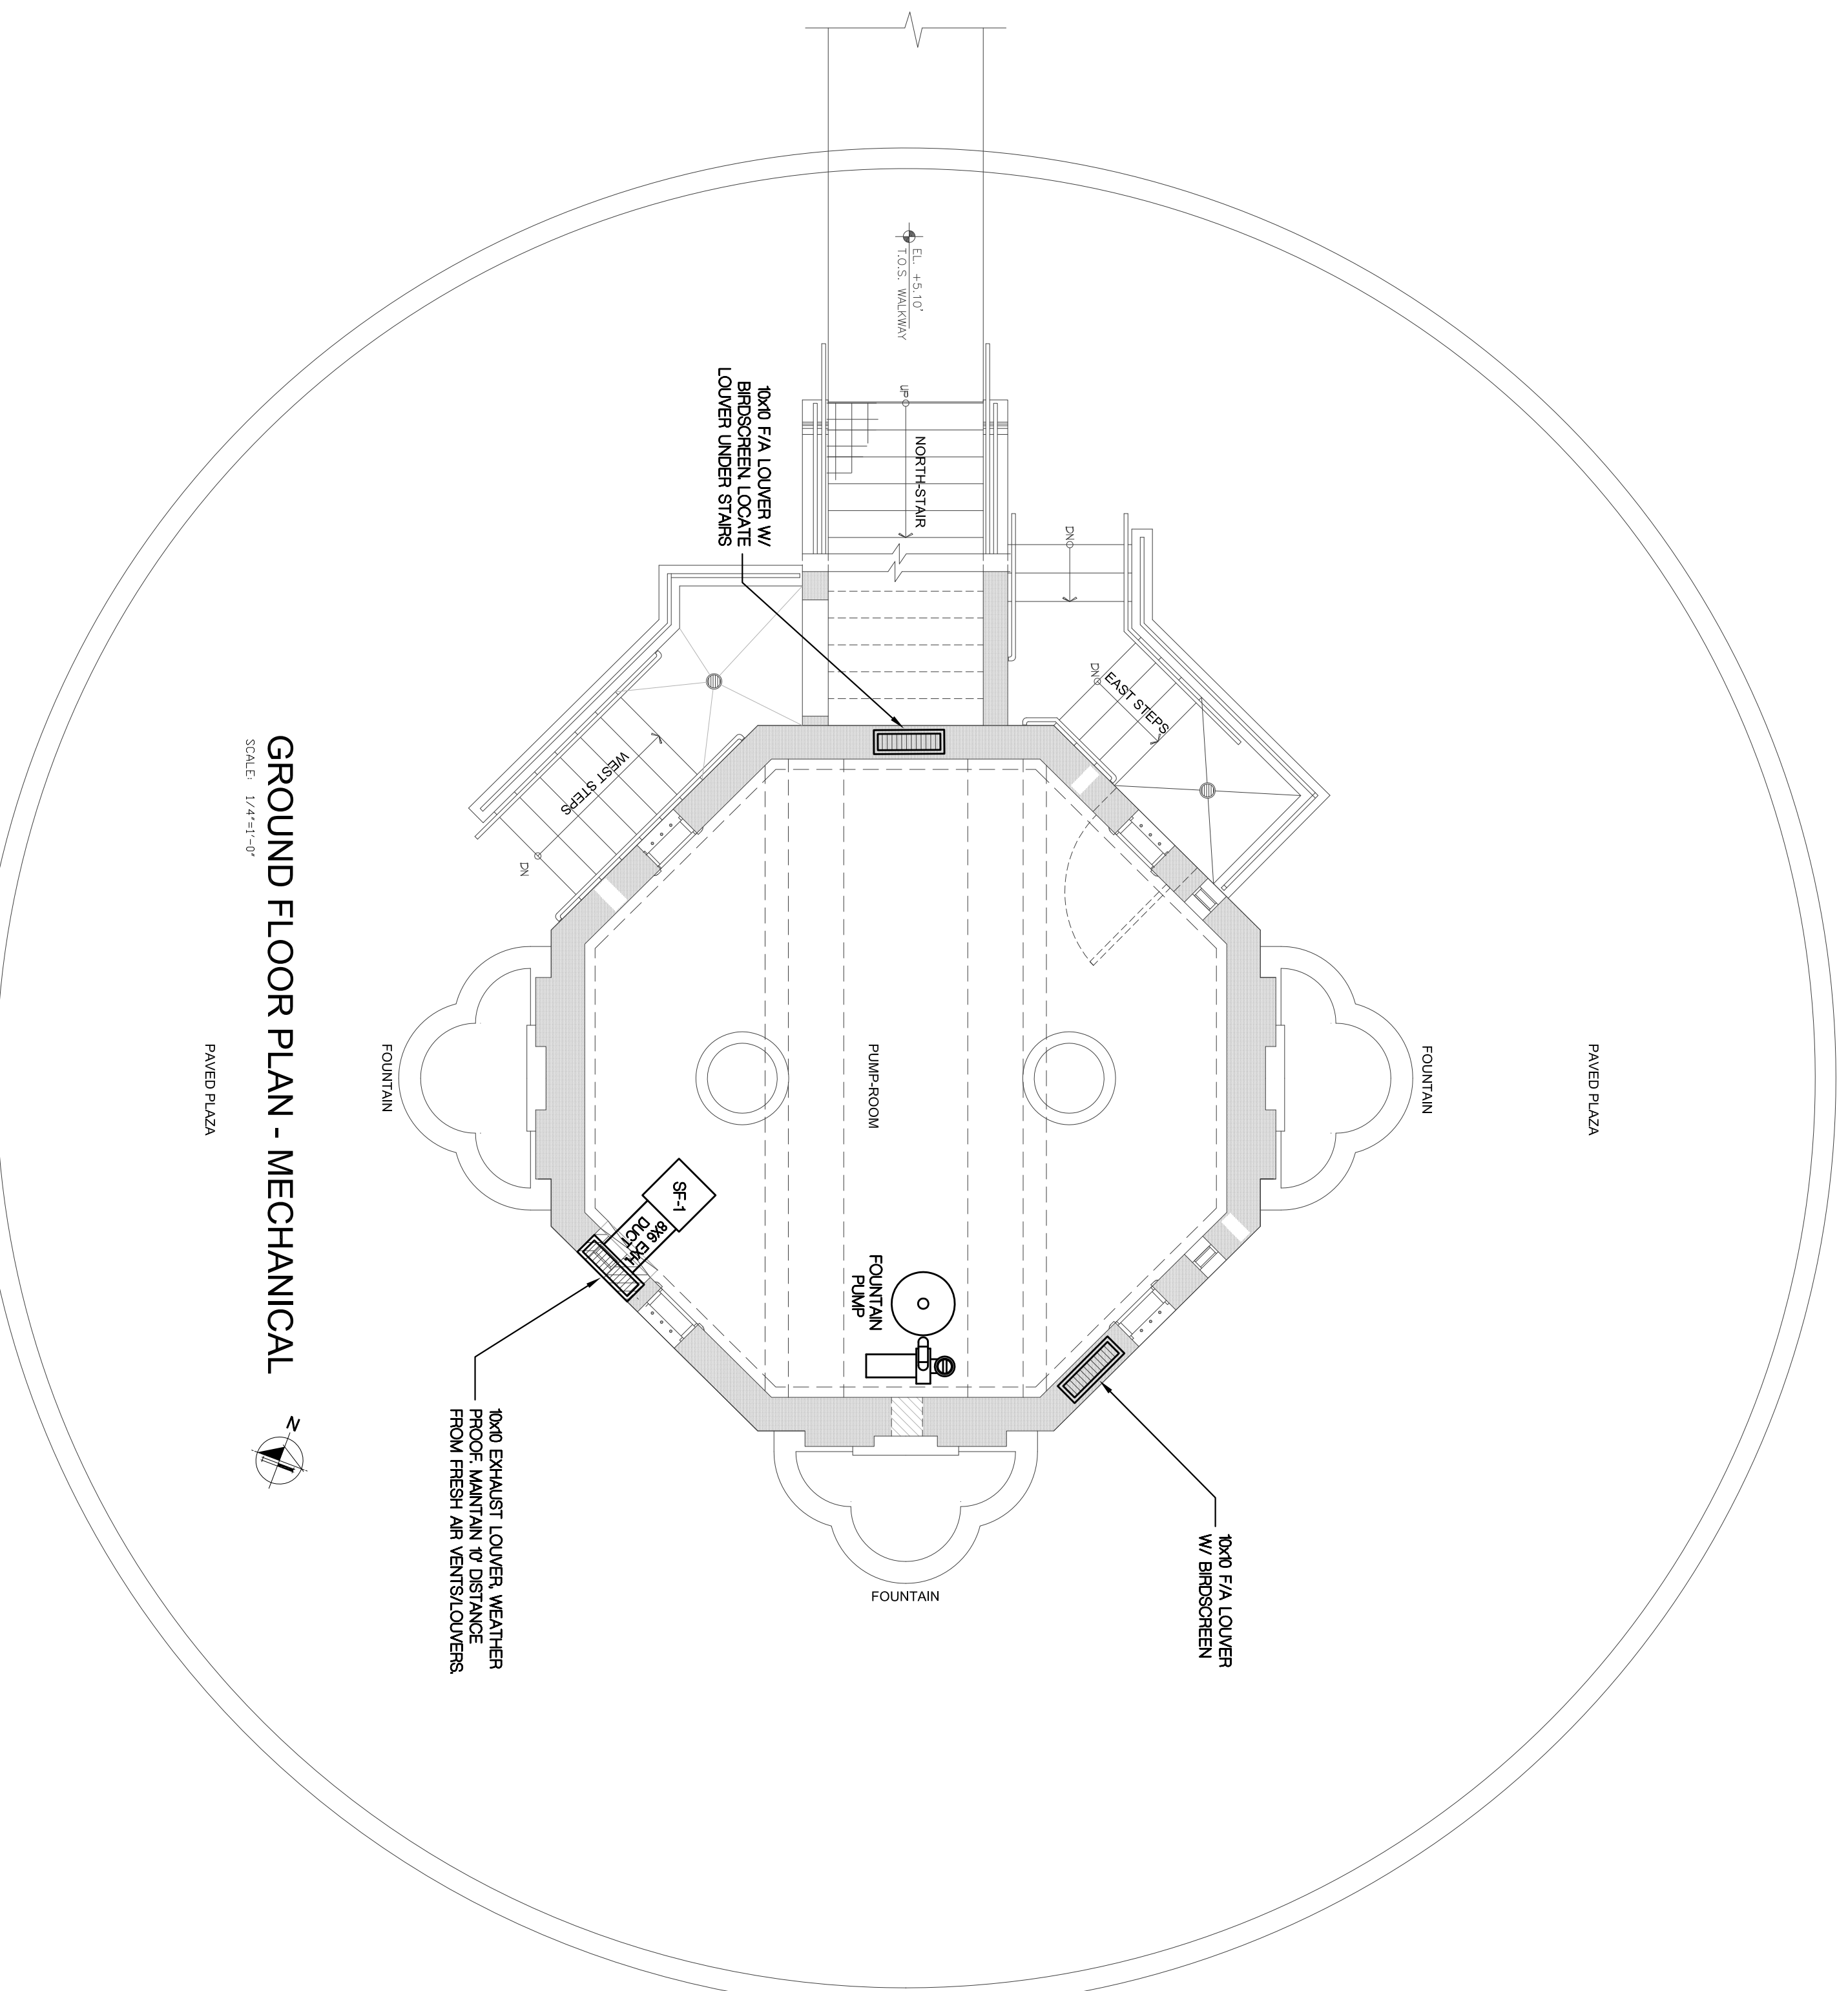 PAVED PLAZA
FOUNTAIN
10x10 F/A LOUVER
W/ BIRDSCREEN
EAST STEPS
DN
DN
EL. +5.10'
T.O.S. WALKWAY
UP
NORTH-STAIR
PUMP-ROOM
FOUNTAIN
PUMP
FOUNTAIN
10x10 F/A LOUVER W/
BIRDSCREEN. LOCATE
LOUVER UNDER STAIRS
SF-1
8X6 EXH.
DUCT
WEST STEPS
DN
10x10 EXHAUST LOUVER, WEATHER
PROOF. MAINTAIN 10' DISTANCE
FROM FRESH AIR VENTS/LOUVERS.
FOUNTAIN
GROUND FLOOR PLAN - MECHANICAL
SCALE: 1/4"=1'-0"
N
PAVED PLAZA